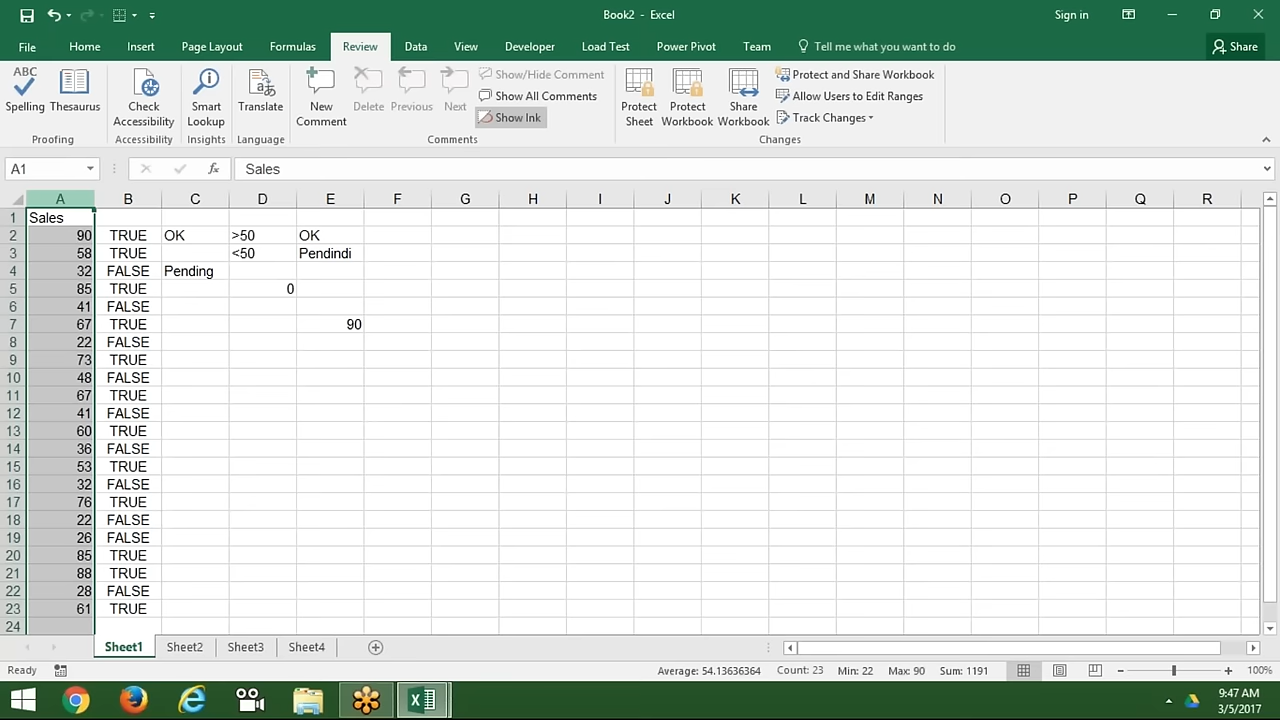 Book2 - Excel
Sign in
File Home Insert Page Layout Formulas Data Review View Developer Load Test Power Pivot Team Tell me what you want to do Share
ABC
Spelling Thesaurus
Proofing
Check Accessibility
Accessibility
Smart Lookup
Insights
Translate
Language
New Comment
Delete Previous Next
Show/Hide Comment
Show All Comments
Show Ink
Comments
Protect Sheet
Protect Workbook
Share Workbook
Protect and Share Workbook
Allow Users to Edit Ranges
Track Changes
Changes
A1 fx Sales
A B C D E F G H I J K L M N O P Q R
1 Sales
2 90 TRUE OK >50 OK
3 58 TRUE <50 Pendindi
4 32 FALSE Pending
5 85 TRUE 0
6 41 FALSE
7 67 TRUE 90
8 22 FALSE
9 73 TRUE
10 48 FALSE
11 67 TRUE
12 41 FALSE
13 60 TRUE
14 36 FALSE
15 53 TRUE
16 32 FALSE
17 76 TRUE
18 22 FALSE
19 26 FALSE
20 85 TRUE
21 88 TRUE
22 28 FALSE
23 61 TRUE
24
Sheet1 Sheet2 Sheet3 Sheet4
Ready Average: 54.13636364 Count: 23 Min: 22 Max: 90 Sum: 1191 100%
9:47 AM
3/5/2017